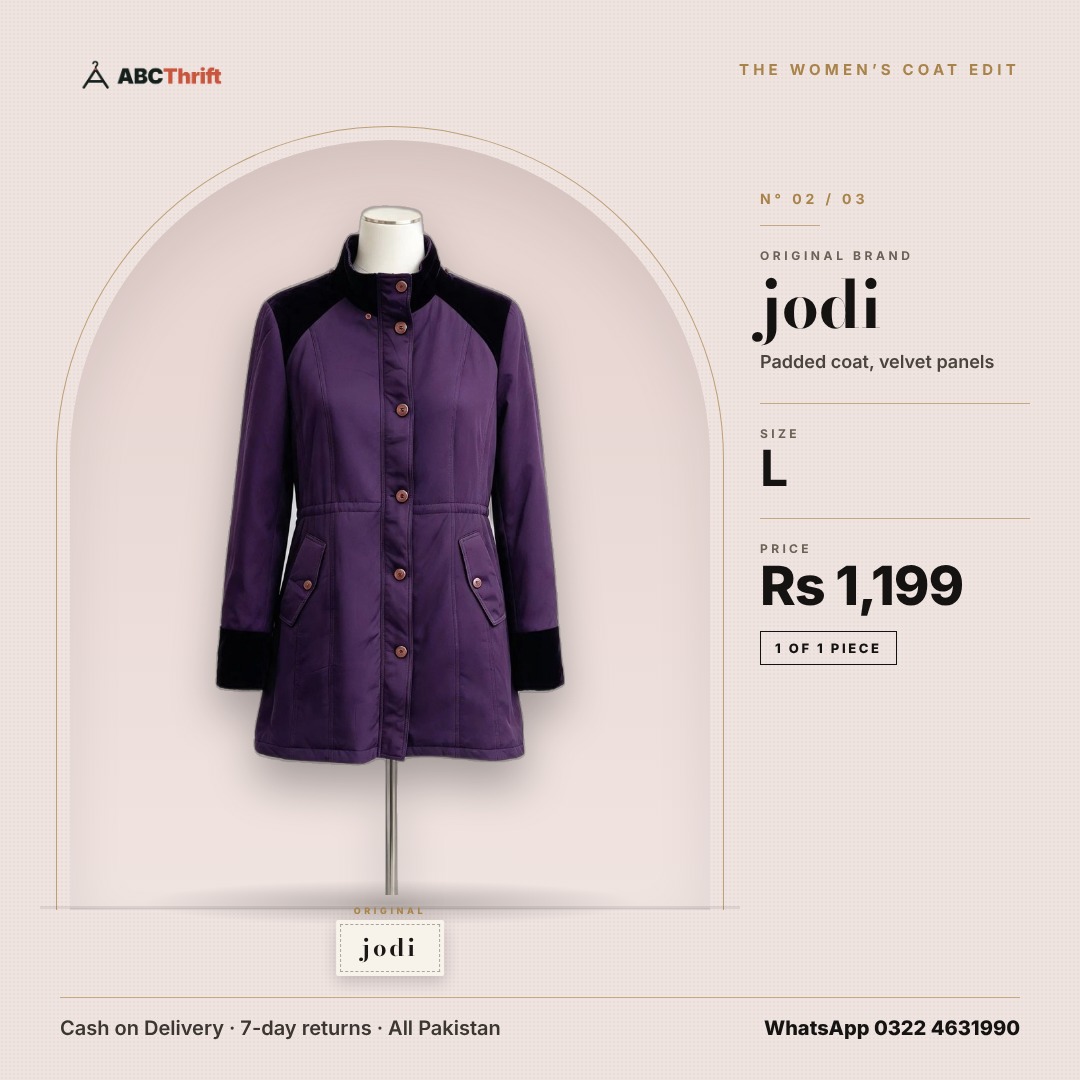 ABCThrift
THE WOMEN’S COAT EDIT
N° 02 / 03
ORIGINAL BRAND
jodi
Padded coat, velvet panels
SIZE
L
PRICE
Rs 1,199
1 OF 1 PIECE
ORIGINAL
jodi
Cash on Delivery · 7-day returns · All Pakistan
WhatsApp 0322 4631990